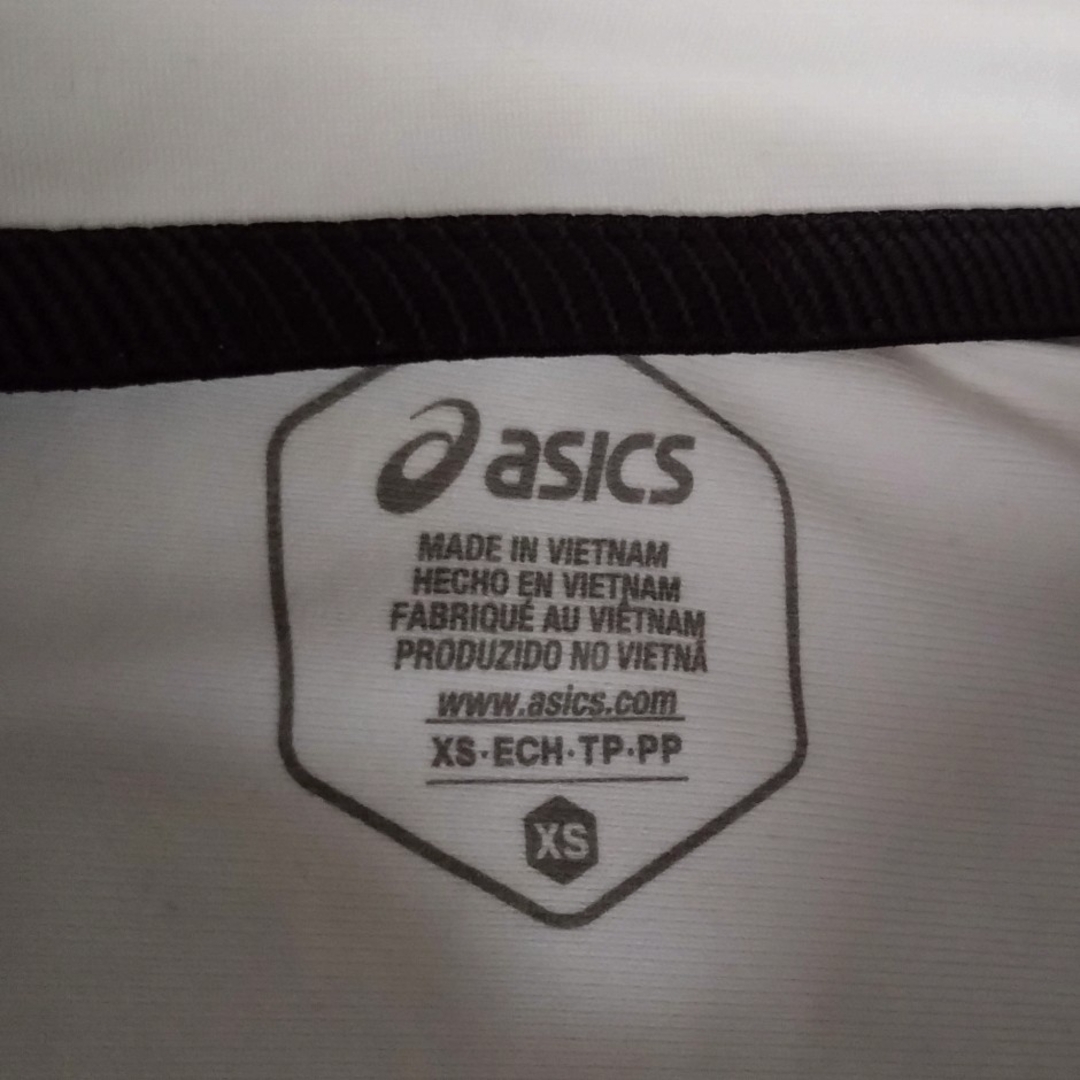 asics
MADE IN VIETNAM
HECHO EN VIETNAM
FABRIQUÉ AU VIÊTNAM
PRODUZIDO NO VIETNÃ
www.asics.com
XS·ECH·TP·PP
XS